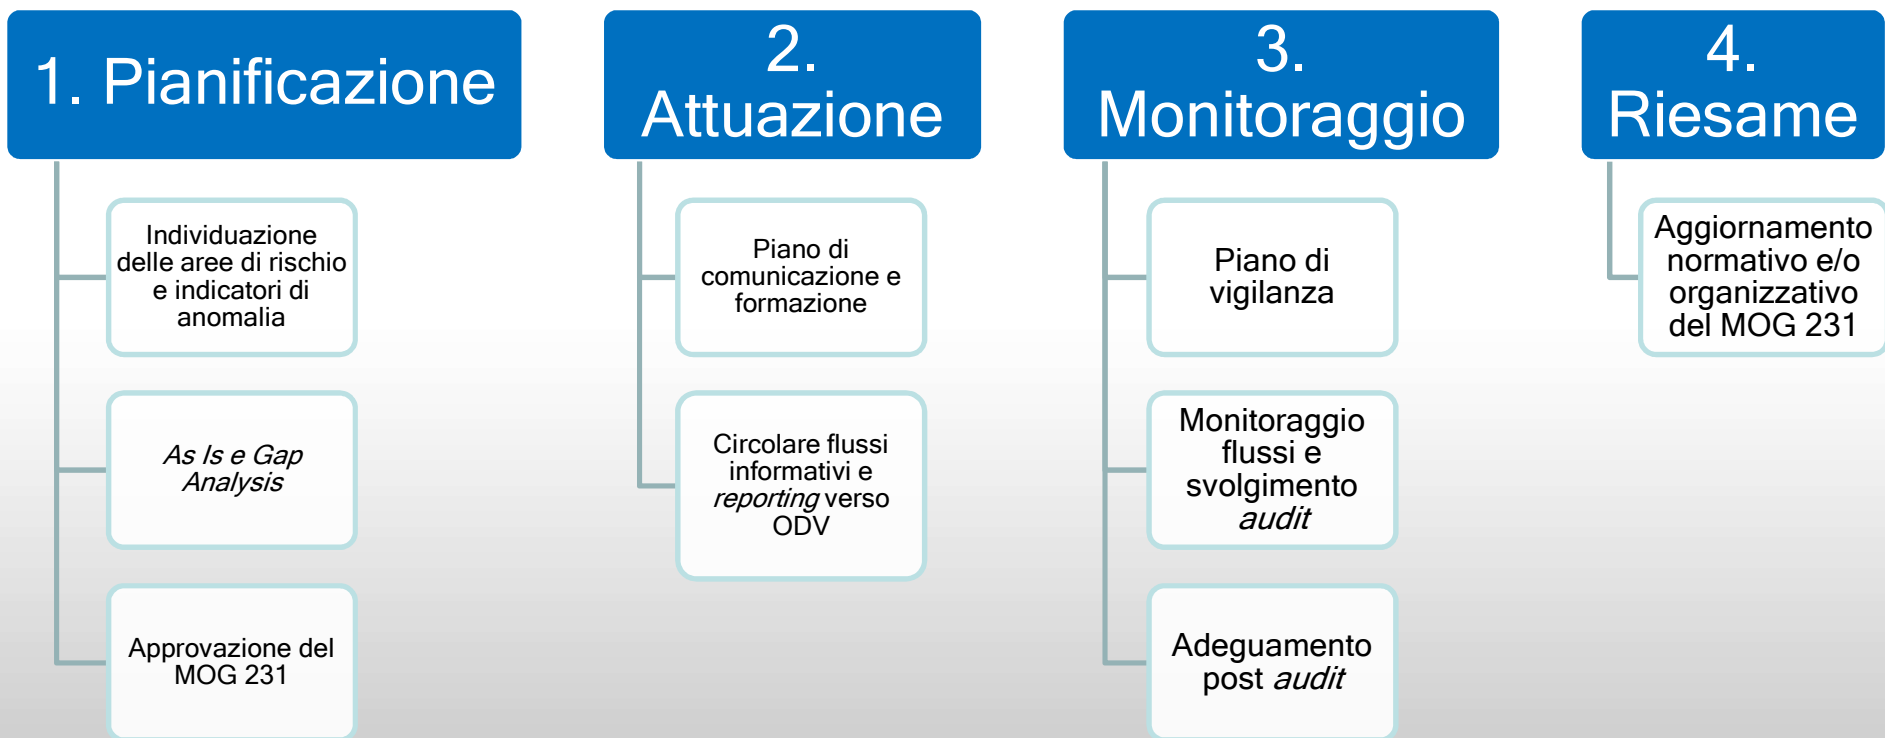 1. Pianificazione
Individuazione
delle aree di rischio
e indicatori di
anomalia
As Is e Gap
Analysis
Approvazione del
MOG 231
2.
Attuazione
Piano di
comunicazione e
formazione
Circolare flussi
informativi e
reporting verso
ODV
3.
Monitoraggio
Piano di
vigilanza
Monitoraggio
flussi e
svolgimento
audit
Adeguamento
post audit
4.
Riesame
Aggiornamento
normativo e/o
organizzativo
del MOG 231